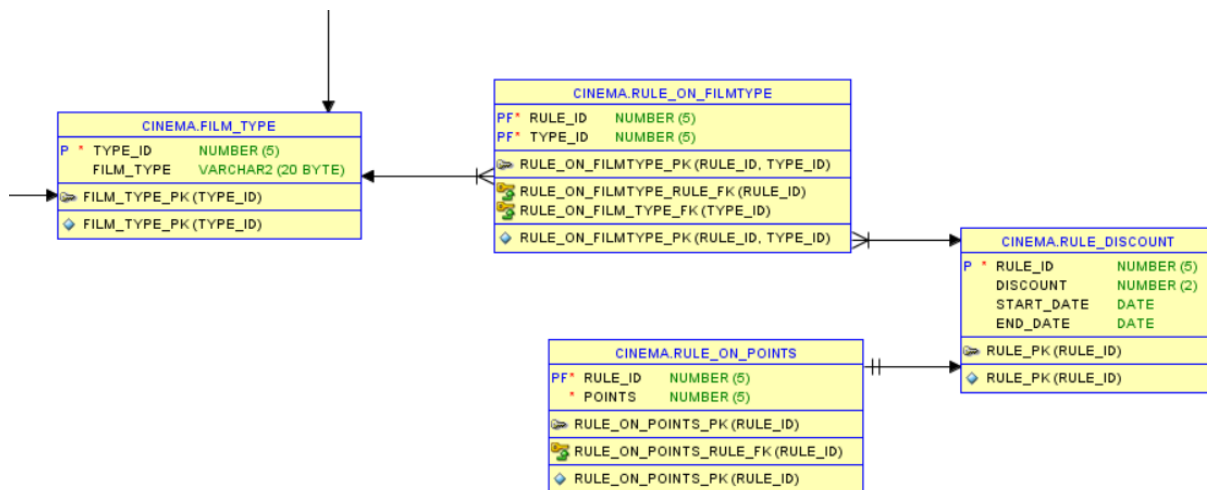 CINEMA.FILM_TYPE
P * TYPE_ID NUMBER (5)
FILM_TYPE VARCHAR2 (20 BYTE)
FILM_TYPE_PK (TYPE_ID)
FILM_TYPE_PK (TYPE_ID)
CINEMA.RULE_ON_FILMTYPE
PF* RULE_ID NUMBER (5)
PF* TYPE_ID NUMBER (5)
RULE_ON_FILMTYPE_PK (RULE_ID, TYPE_ID)
RULE_ON_FILMTYPE_RULE_FK (RULE_ID)
RULE_ON_FILM_TYPE_FK (TYPE_ID)
RULE_ON_FILMTYPE_PK (RULE_ID, TYPE_ID)
CINEMA.RULE_DISCOUNT
P * RULE_ID NUMBER (5)
DISCOUNT NUMBER (2)
START_DATE DATE
END_DATE DATE
RULE_PK (RULE_ID)
RULE_PK (RULE_ID)
CINEMA.RULE_ON_POINTS
PF* RULE_ID NUMBER (5)
* POINTS NUMBER (5)
RULE_ON_POINTS_PK (RULE_ID)
RULE_ON_POINTS_RULE_FK (RULE_ID)
RULE_ON_POINTS_PK (RULE_ID)